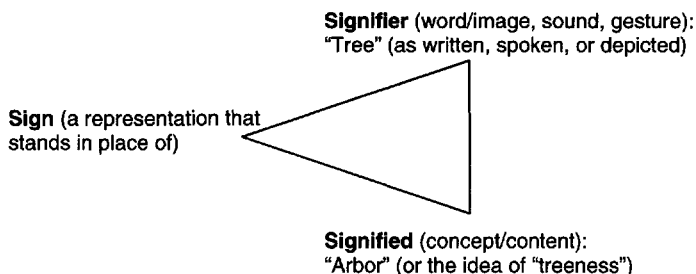 Signifier (word/image, sound, gesture):
“Tree” (as written, spoken, or depicted)
Sign (a representation that
stands in place of)
Signified (concept/content):
“Arbor” (or the idea of “treeness”)